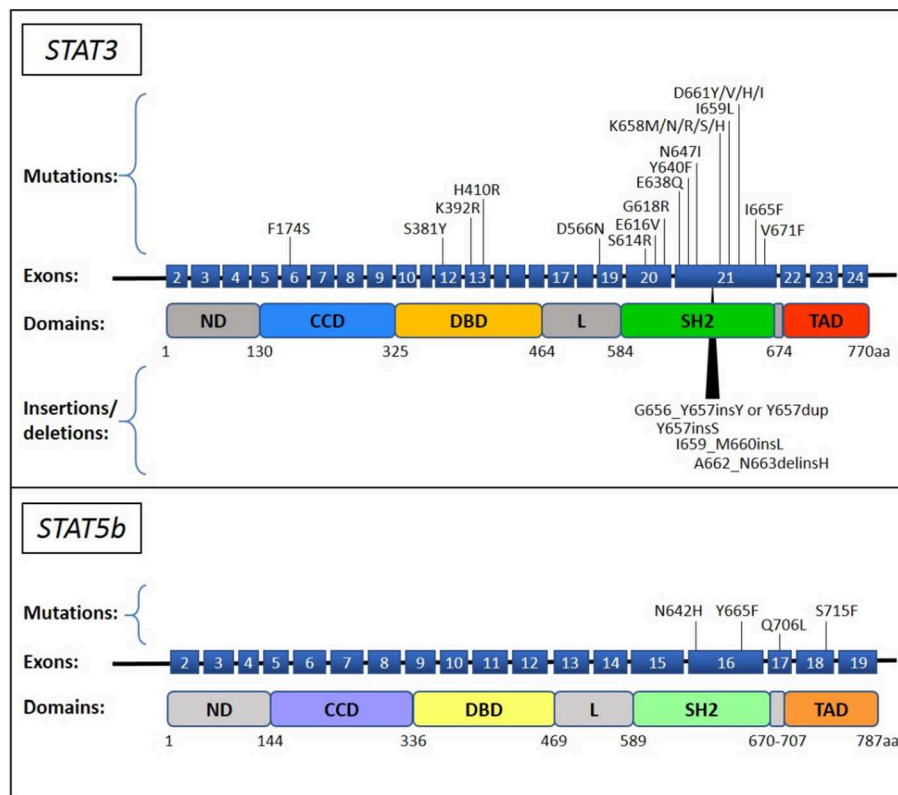 STAT3
D661Y/V/H/I
I659L
K658M/N/R/S/H
N647I
Mutations:
Y640F
E638Q
H410R
K392R
G618R
I665F
F174S
S381Y
D566N
E616V
V671F
S614R
Exons: 2 3 4 5 6 7 8 9 10 12 13 17 19 20 21 22 23 24
Domains: ND CCD DBD L SH2 TAD
1 130 325 464 584 674 770aa
Insertions/
deletions:
G656_Y657insY or Y657dup
Y657insS
I659_M660insL
A662_N663delinsH
STAT5b
Mutations:
N642H Y665F S715F
Q706L
Exons: 2 3 4 5 6 7 8 9 10 11 12 13 14 15 16 17 18 19
Domains: ND CCD DBD L SH2 TAD
1 144 336 469 589 670-707 787aa